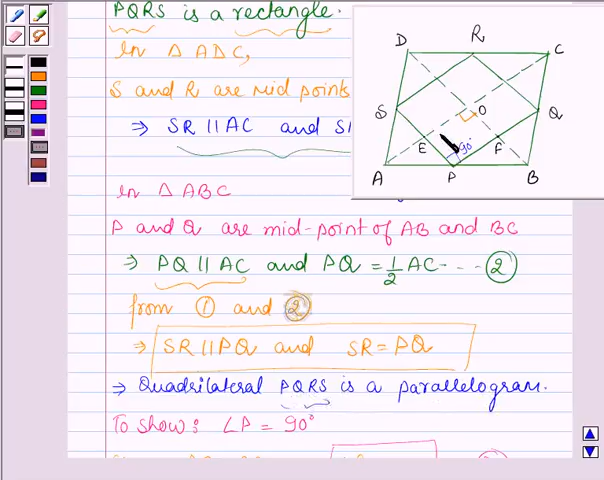 PQRS is a rectangle.
In Δ ADC,
S and R are mid points
⇒ SR || AC and
In Δ ABC
P and Q are mid-point of AB and BC
⇒ PQ || AC and PQ = 1/2 AC - - - ②
from ① and ②
⇒ SR || PQ and SR = PQ
⇒ Quadrilateral PQRS is a parallelogram.
To show : ∠P = 90°
D R C
S O Q
E 90° F
A P B